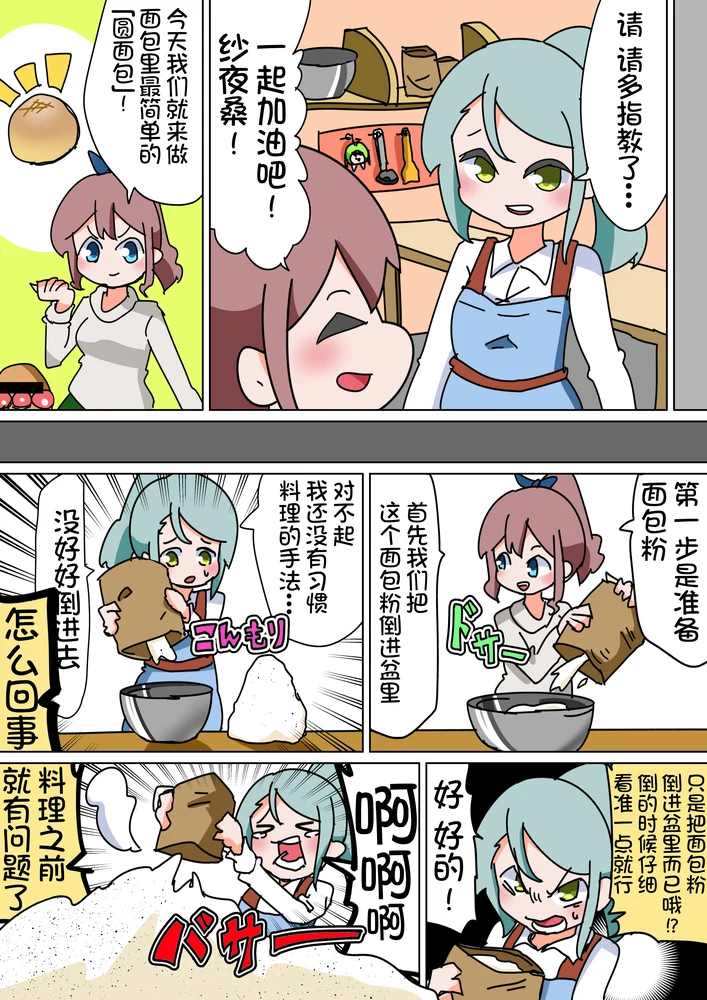 请 请多指教了…
一起加油吧！
纱夜桑！
今天我们就来做
面包里最简单的
「圆面包」！
第一步是准备
面包粉
首先我们把
这个面包粉倒进盆里
ドサー
对不起
我还没有习惯
料理的手法…
こんもり
没好好倒进去
怎么回事
只是把面包粉
倒进盆里而已哦!?
倒的时候仔细
看准一点就行
好 好的！
啊啊啊
バサーー
料理之前
就有问题了